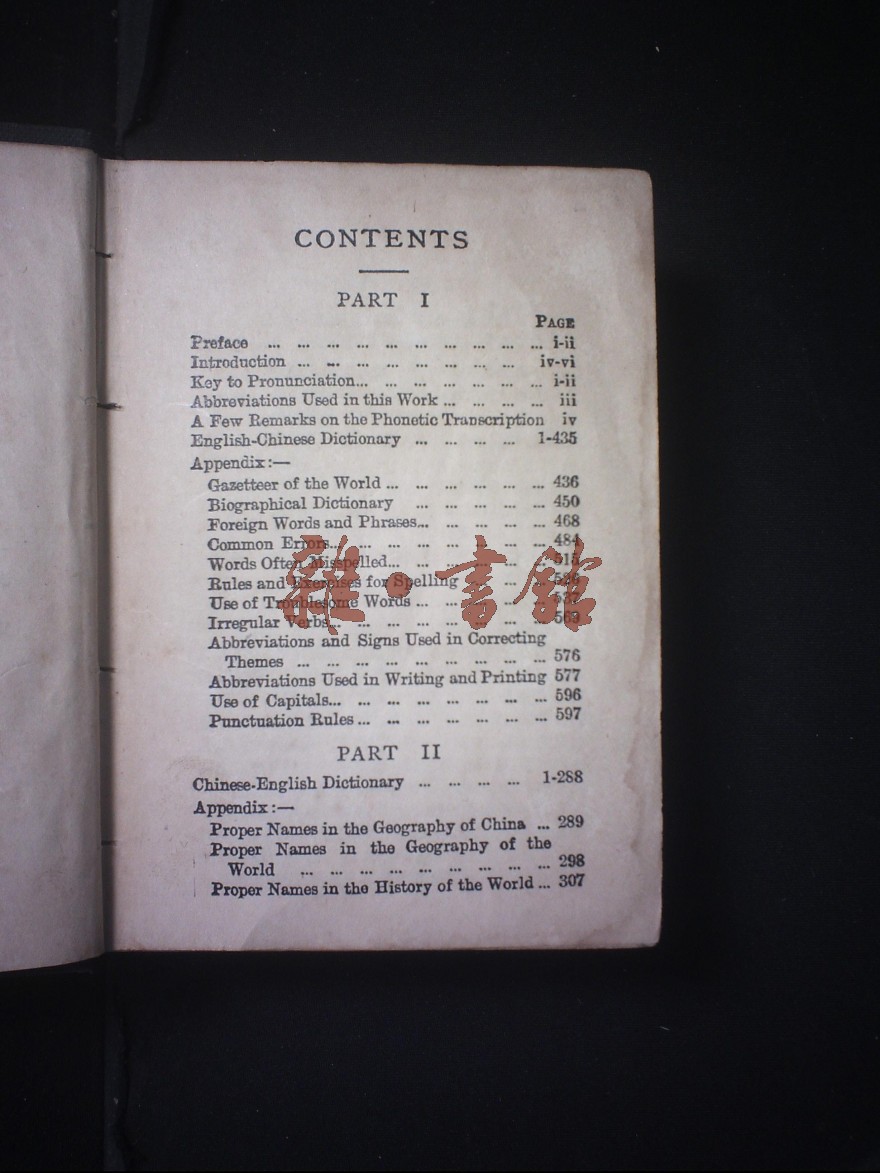 CONTENTS
PART I
PAGE
Preface ... ... ... ... ... ... ... ... ... ... i-ii
Introduction ... ... ... ... ... ... ... ... iv-vi
Key to Pronunciation... ... ... ... ... ... ... i-ii
Abbreviations Used in this Work ... ... ... ... iii
A Few Remarks on the Phonetic Transcription iv
English-Chinese Dictionary ... ... ... ... 1-435
Appendix:—
Gazetteer of the World ... ... ... ... ... ... 436
Biographical Dictionary ... ... ... ... ... 450
Foreign Words and Phrases... ... ... ... ... 468
Common Errors... ... ... ... ... ... ... ... 484
Words Often Misspelled... ... ... ... ... ... 515
Rules and Exercises for Spelling ... ... ...
Use of Troublesome Words ... ... ... ... ...
Irregular Verbs... ... ... ... ... ... ... ... 569
Abbreviations and Signs Used in Correcting
Themes ... ... ... ... ... ... ... ... ... 576
Abbreviations Used in Writing and Printing 577
Use of Capitals... ... ... ... ... ... ... ... 596
Punctuation Rules ... ... ... ... ... ... ... 597
PART II
Chinese-English Dictionary ... ... ... ... 1-288
Appendix:—
Proper Names in the Geography of China ... 289
Proper Names in the Geography of the
World ... ... ... ... ... ... ... ... ... 298
Proper Names in the History of the World ... 307
雜·書館